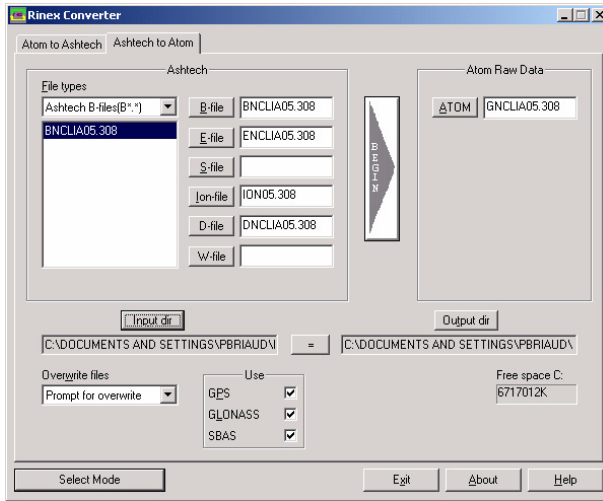 Rinex Converter
Atom to Ashtech
Ashtech to Atom
Ashtech
File types
Ashtech B-files(B*.*)
BNCLIA05.308
B-file
BNCLIA05.308
E-file
ENCLIA05.308
S-file
Ion-file
ION05.308
D-file
DNCLIA05.308
W-file
BEGIN
Atom Raw Data
ATOM
GNCLIA05.308
Input dir
Output dir
C:\DOCUMENTS AND SETTINGS\PBRIAUD\
=
C:\DOCUMENTS AND SETTINGS\PBRIAUD\
Overwrite files
Prompt for overwrite
Use
GPS
GLONASS
SBAS
Free space C:
6717012K
Select Mode
Exit
About
Help